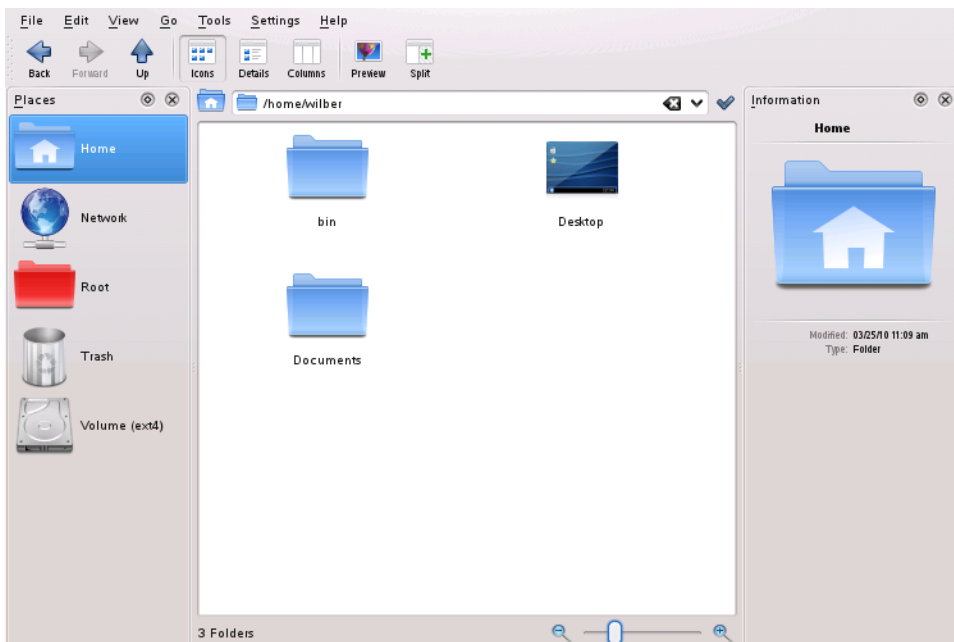 File Edit View Go Tools Settings Help
Back Forward Up Icons Details Columns Preview Split
Places
/home/wilber
Information
Home
Network
Root
Trash
Volume (ext4)
bin
Desktop
Documents
Home
Modified: 03/25/10 11:09 am
Type: Folder
3 Folders